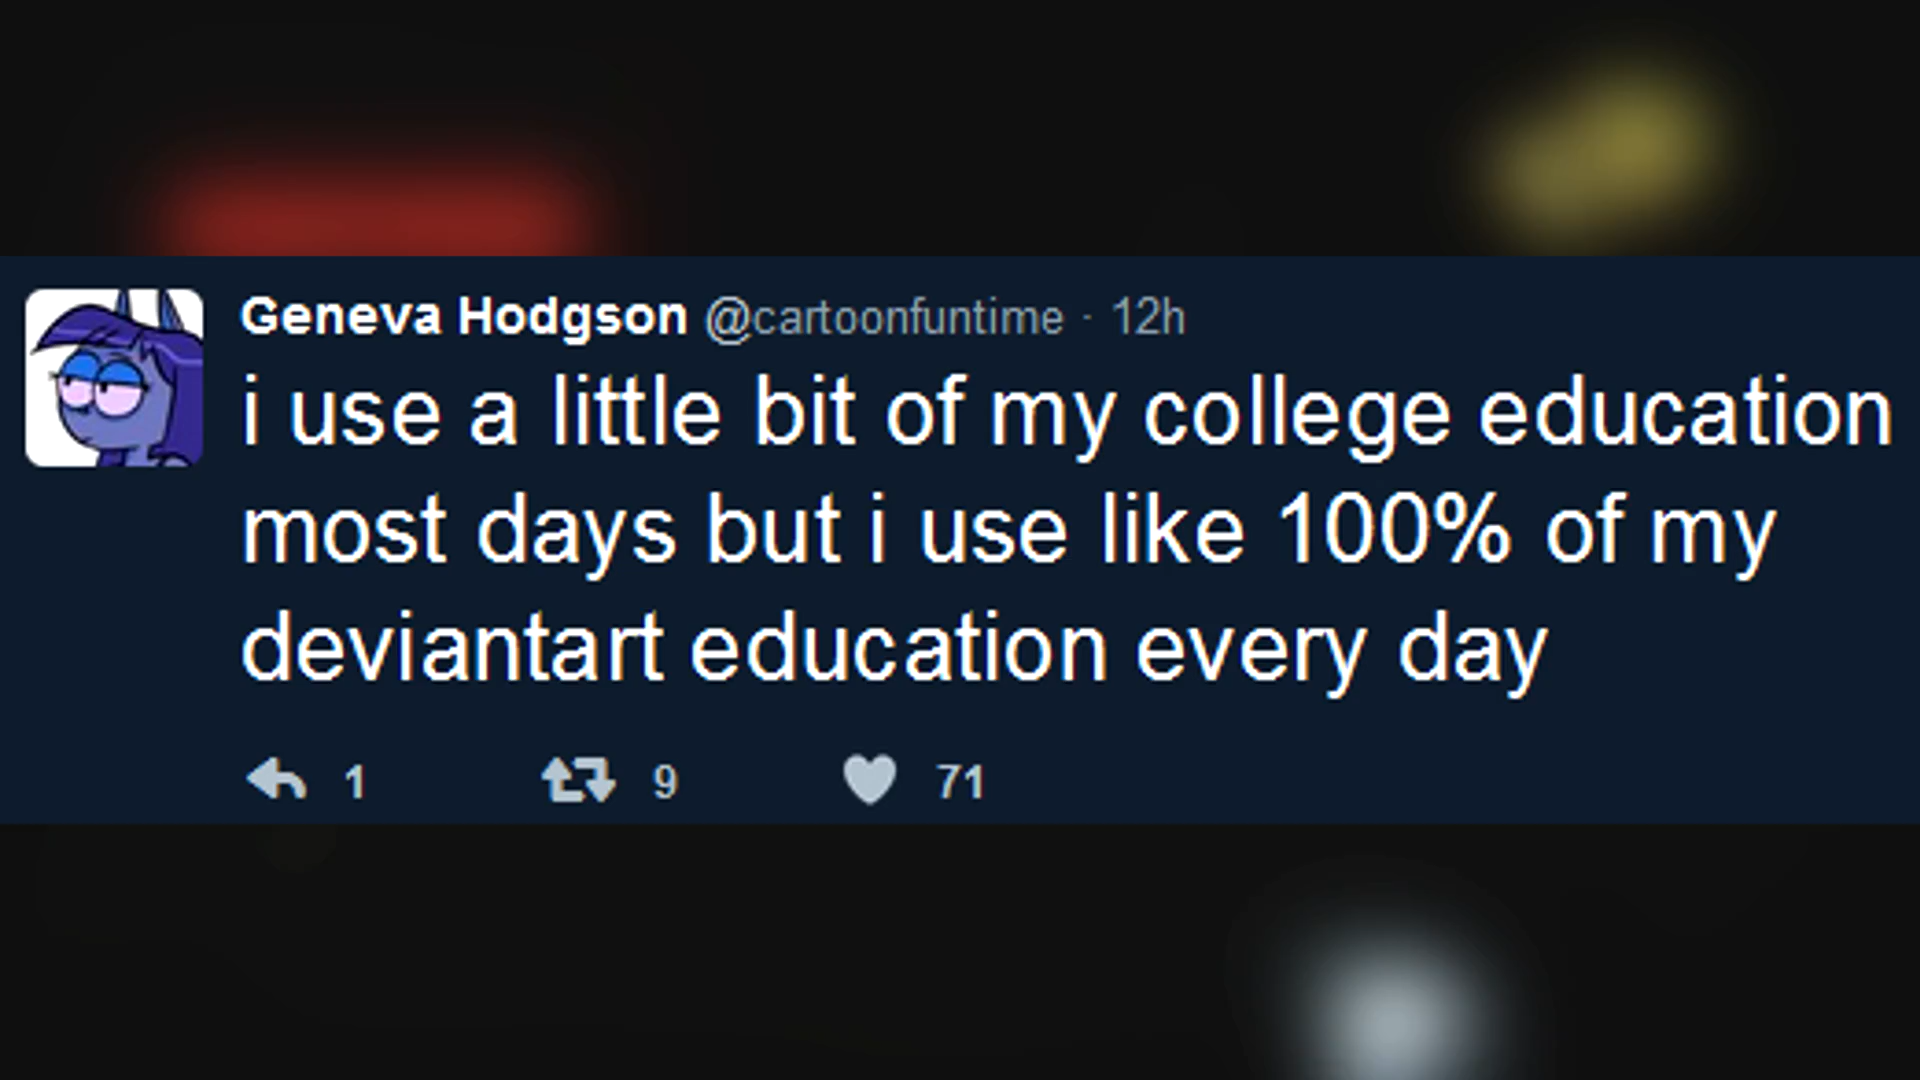 Geneva Hodgson @cartoonfuntime · 12h
i use a little bit of my college education
most days but i use like 100% of my
deviantart education every day
1 9 71